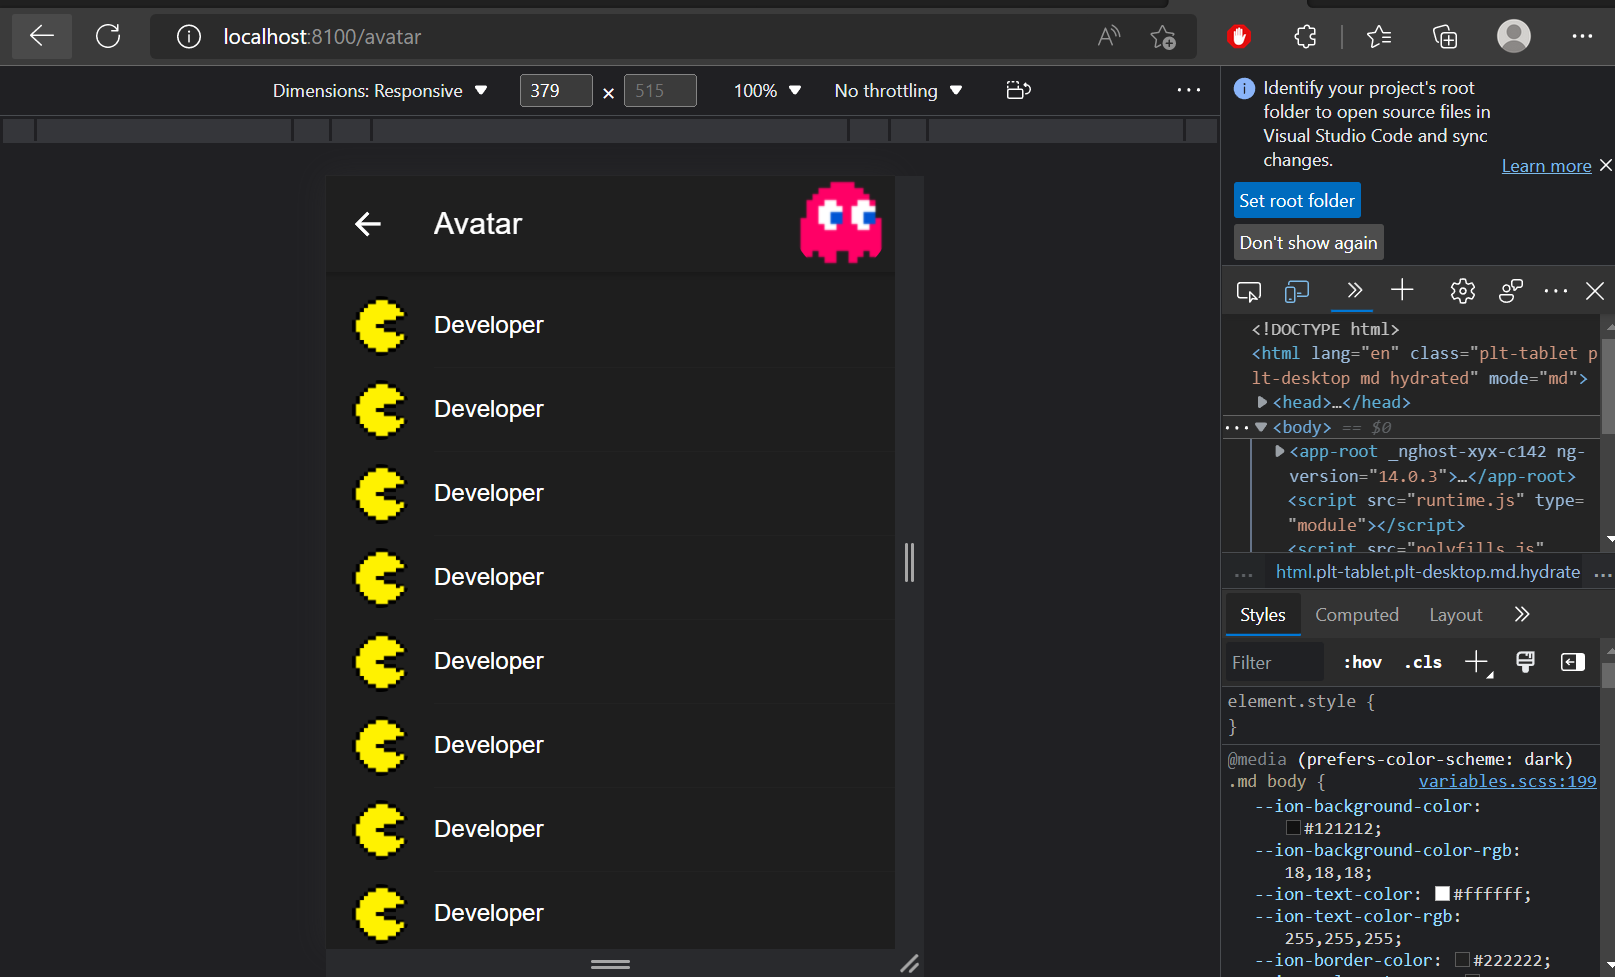 localhost:8100/avatar
Dimensions: Responsive 379 × 515 100% No throttling
Identify your project's root
folder to open source files in
Visual Studio Code and sync
changes.
Learn more
Set root folder
Don't show again
Avatar
Developer
Developer
Developer
Developer
Developer
Developer
Developer
Developer
<!DOCTYPE html>
<html lang="en" class="plt-tablet p
lt-desktop md hydrated" mode="md">
<head>…</head>
<body> == $0
<app-root _nghost-xyx-c142 ng-
version="14.0.3">…</app-root>
<script src="runtime.js" type=
"module"></script>
<script src="polyfills.js"
... html.plt-tablet.plt-desktop.md.hydrate ...
Styles Computed Layout
Filter :hov .cls
element.style {
}
@media (prefers-color-scheme: dark)
.md body { variables.scss:199
--ion-background-color:
#121212;
--ion-background-color-rgb:
18,18,18;
--ion-text-color: #ffffff;
--ion-text-color-rgb:
255,255,255;
--ion-border-color: #222222;